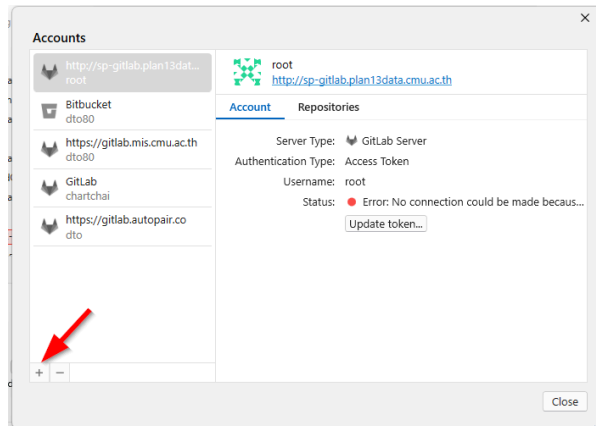 Accounts
http://sp-gitlab.plan13dat...
root
Bitbucket
dto80
https://gitlab.mis.cmu.ac.th
dto80
GitLab
chartchai
https://gitlab.autopair.co
dto
+ −
root
http://sp-gitlab.plan13data.cmu.ac.th
Account Repositories
Server Type: GitLab Server
Authentication Type: Access Token
Username: root
Status: Error: No connection could be made becaus...
Update token...
Close